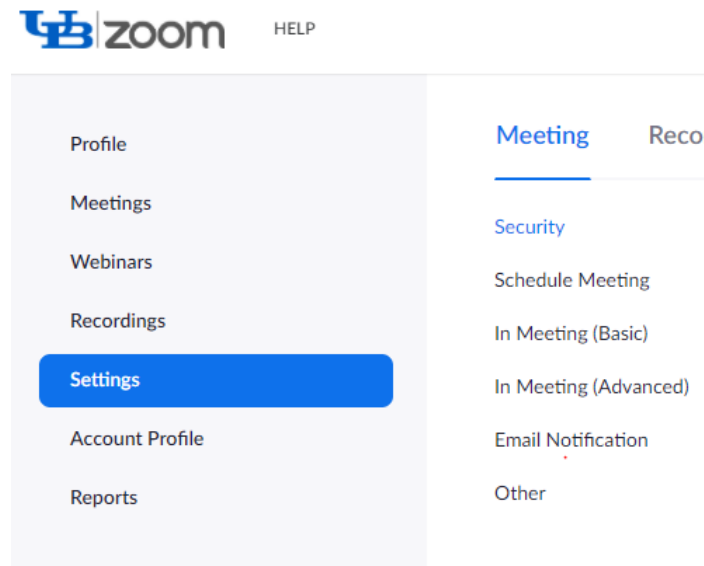 UB zoom HELP
Profile
Meetings
Webinars
Recordings
Settings
Account Profile
Reports
Meeting Reco
Security
Schedule Meeting
In Meeting (Basic)
In Meeting (Advanced)
Email Notification
Other